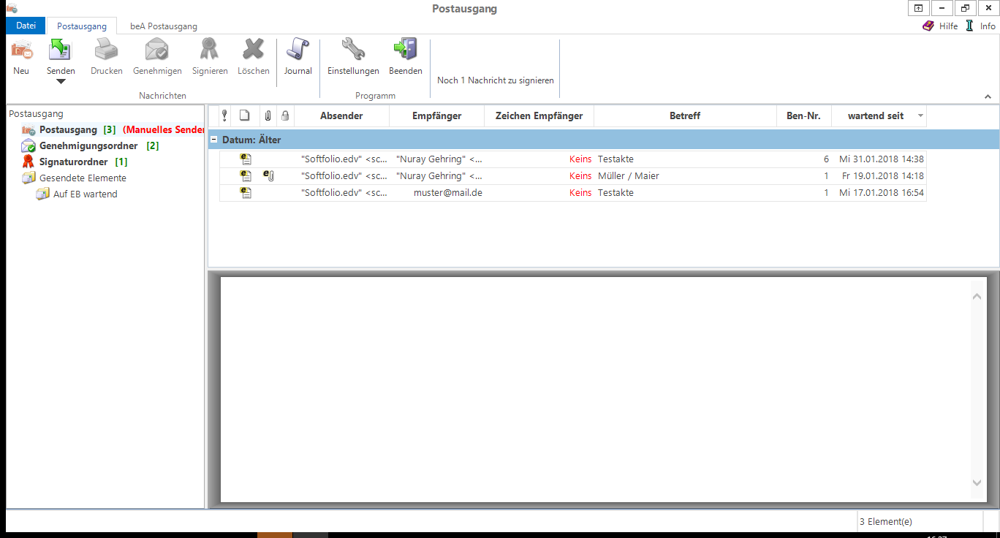 Postausgang
Datei Postausgang beA Postausgang Hilfe Info
Neu Senden Drucken Genehmigen Signieren Löschen Journal Einstellungen Beenden
Noch 1 Nachricht zu signieren
Nachrichten Programm
Postausgang
Postausgang [3] (Manuelles Sender
Genehmigungsordner [2]
Signaturordner [1]
Gesendete Elemente
Auf EB wartend
Absender Empfänger Zeichen Empfänger Betreff Ben-Nr. wartend seit
Datum: Älter
"Softfolio.edv" <sc... "Nuray Gehring" <... Keins Testakte 6 Mi 31.01.2018 14:38
"Softfolio.edv" <sc... "Nuray Gehring" <... Keins Müller / Maier 1 Fr 19.01.2018 14:18
"Softfolio.edv" <sc... muster@mail.de Keins Testakte 1 Mi 17.01.2018 16:54
3 Element(e)